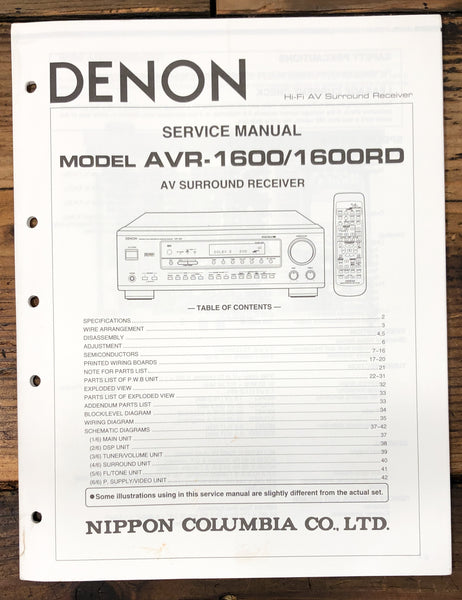 DENON
Hi-Fi AV Surround Receiver
SERVICE MANUAL
MODEL AVR-1600/1600RD
AV SURROUND RECEIVER
DENON
— TABLE OF CONTENTS —
SPECIFICATIONS 2
WIRE ARRANGEMENT 3
DISASSEMBLY 4,5
ADJUSTMENT 6
SEMICONDUCTORS 7~16
PRINTED WIRING BOARDS 17~20
NOTE FOR PARTS LIST 21
PARTS LIST OF P.W.B UNIT 22~31
EXPLODED VIEW 32
PARTS LIST OF EXPLODED VIEW 33
ADDENDUM PARTS LIST 33
BLOCK/LEVEL DIAGRAM 34
WIRING DIAGRAM 35
SCHEMATIC DIAGRAMS 37~42
(1/6) MAIN UNIT 37
(2/6) DSP UNIT 38
(3/6) TUNER/VOLUME UNIT 39
(4/6) SURROUND UNIT 40
(5/6) FL/TONE UNIT 41
(6/6) P. SUPPLY/VIDEO UNIT 42
● Some illustrations using in this service manual are slightly different from the actual set.
NIPPON COLUMBIA CO., LTD.